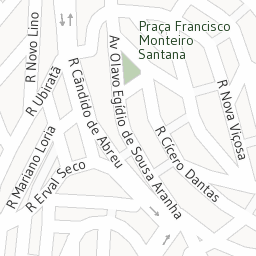 Praça Francisco
Monteiro
Santana
R Novo Lino
R Ubiratã
R Cândido de Abreu
Av Olavo Egídio de Sousa Aranha
R Nova Viçosa
R Cícero Dantas
R Mariano Loria
R Erval Seco